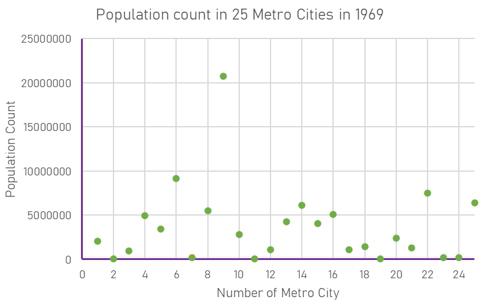 Population count in 25 Metro Cities in 1969
25000000
20000000
15000000
10000000
5000000
0
0 2 4 6 8 10 12 14 16 18 20 22 24
Population Count
Number of Metro City